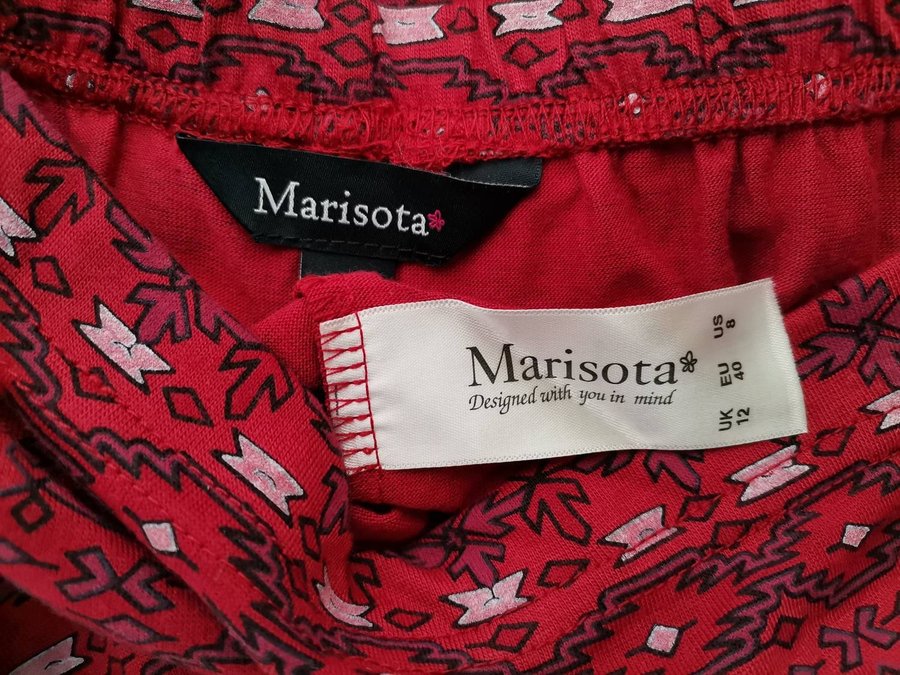 Marisota
Marisota
Designed with you in mind
US 8
EU 40
UK 12